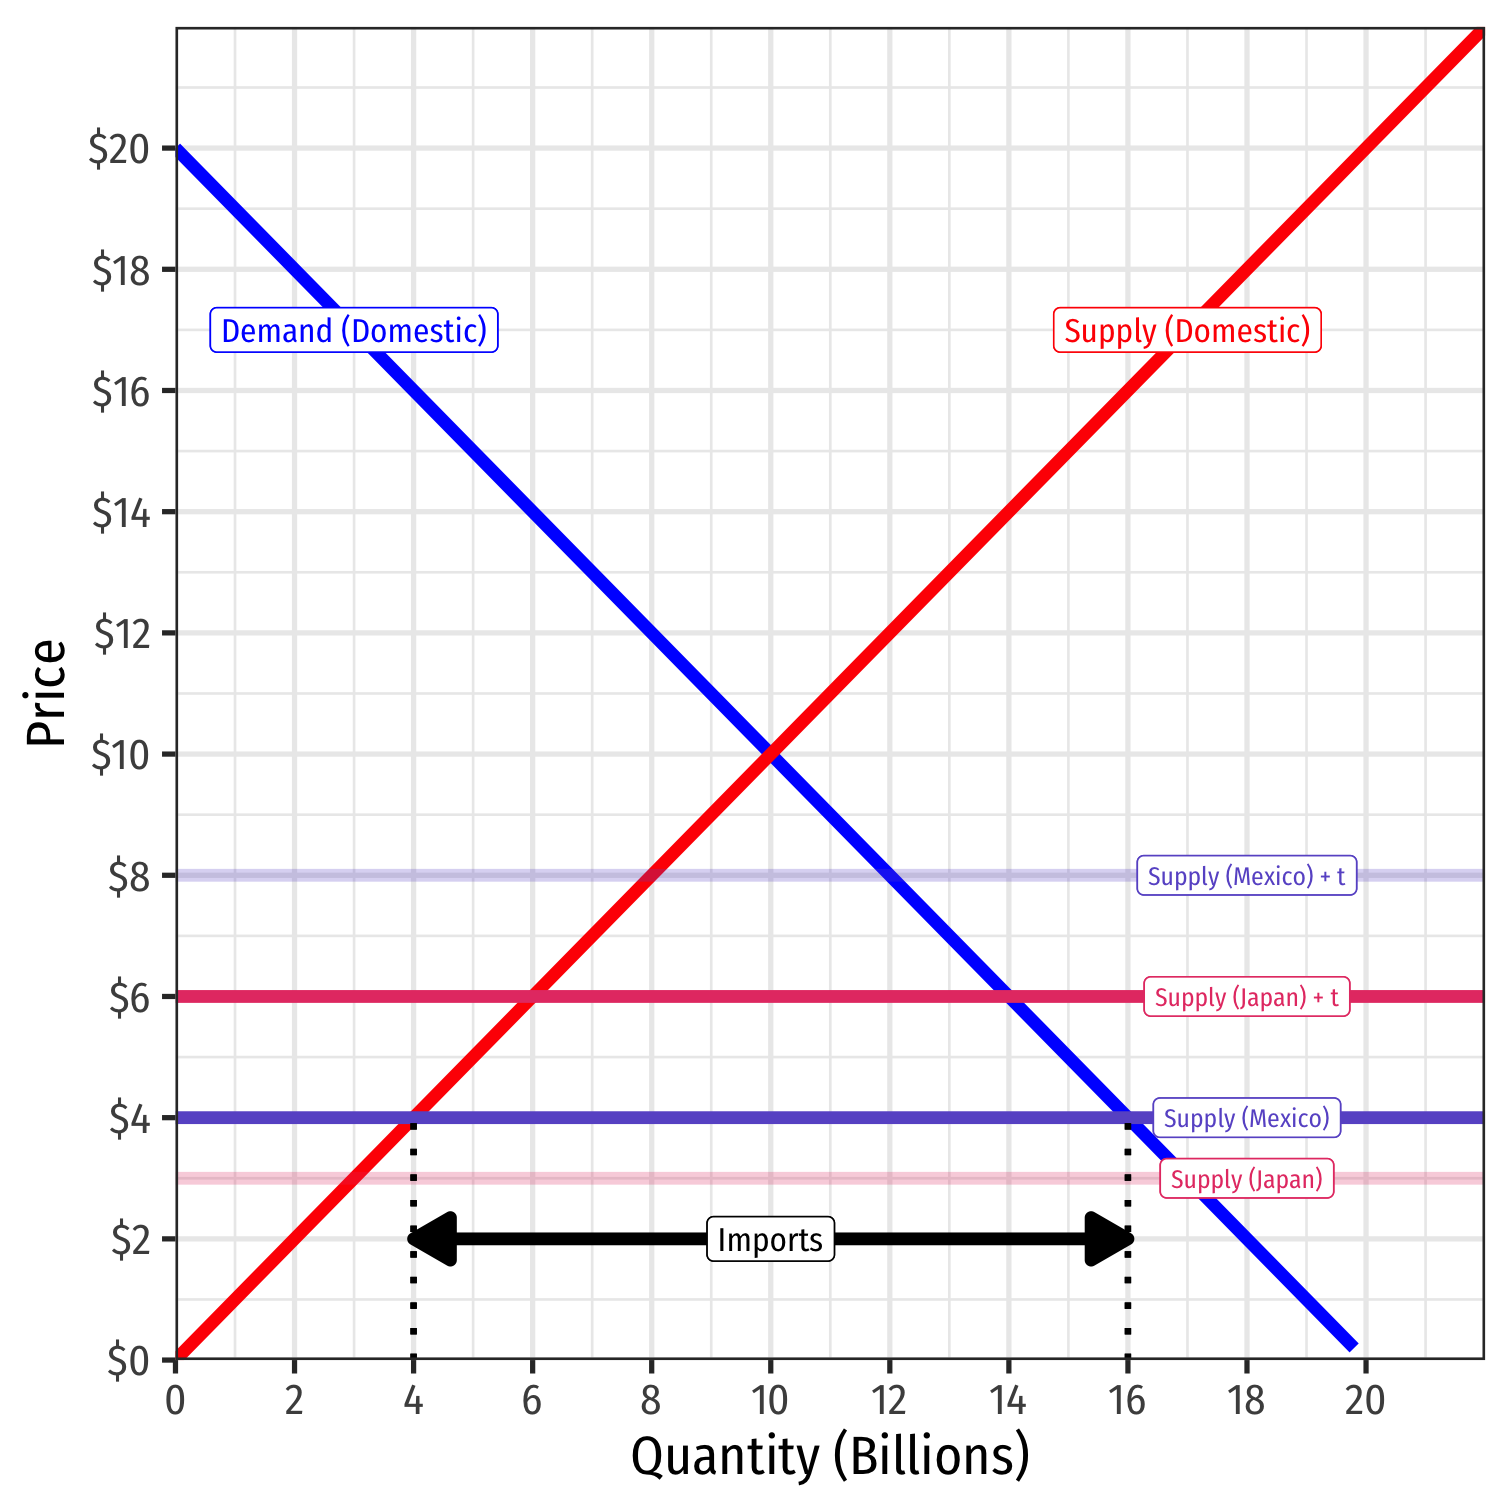 $20
$18
Demand (Domestic)
Supply (Domestic)
$16
$14
$12
Price
$10
$8
Supply (Mexico) + t
$6
Supply (Japan) + t
$4
Supply (Mexico)
Supply (Japan)
$2
Imports
$0
0 2 4 6 8 10 12 14 16 18 20
Quantity (Billions)